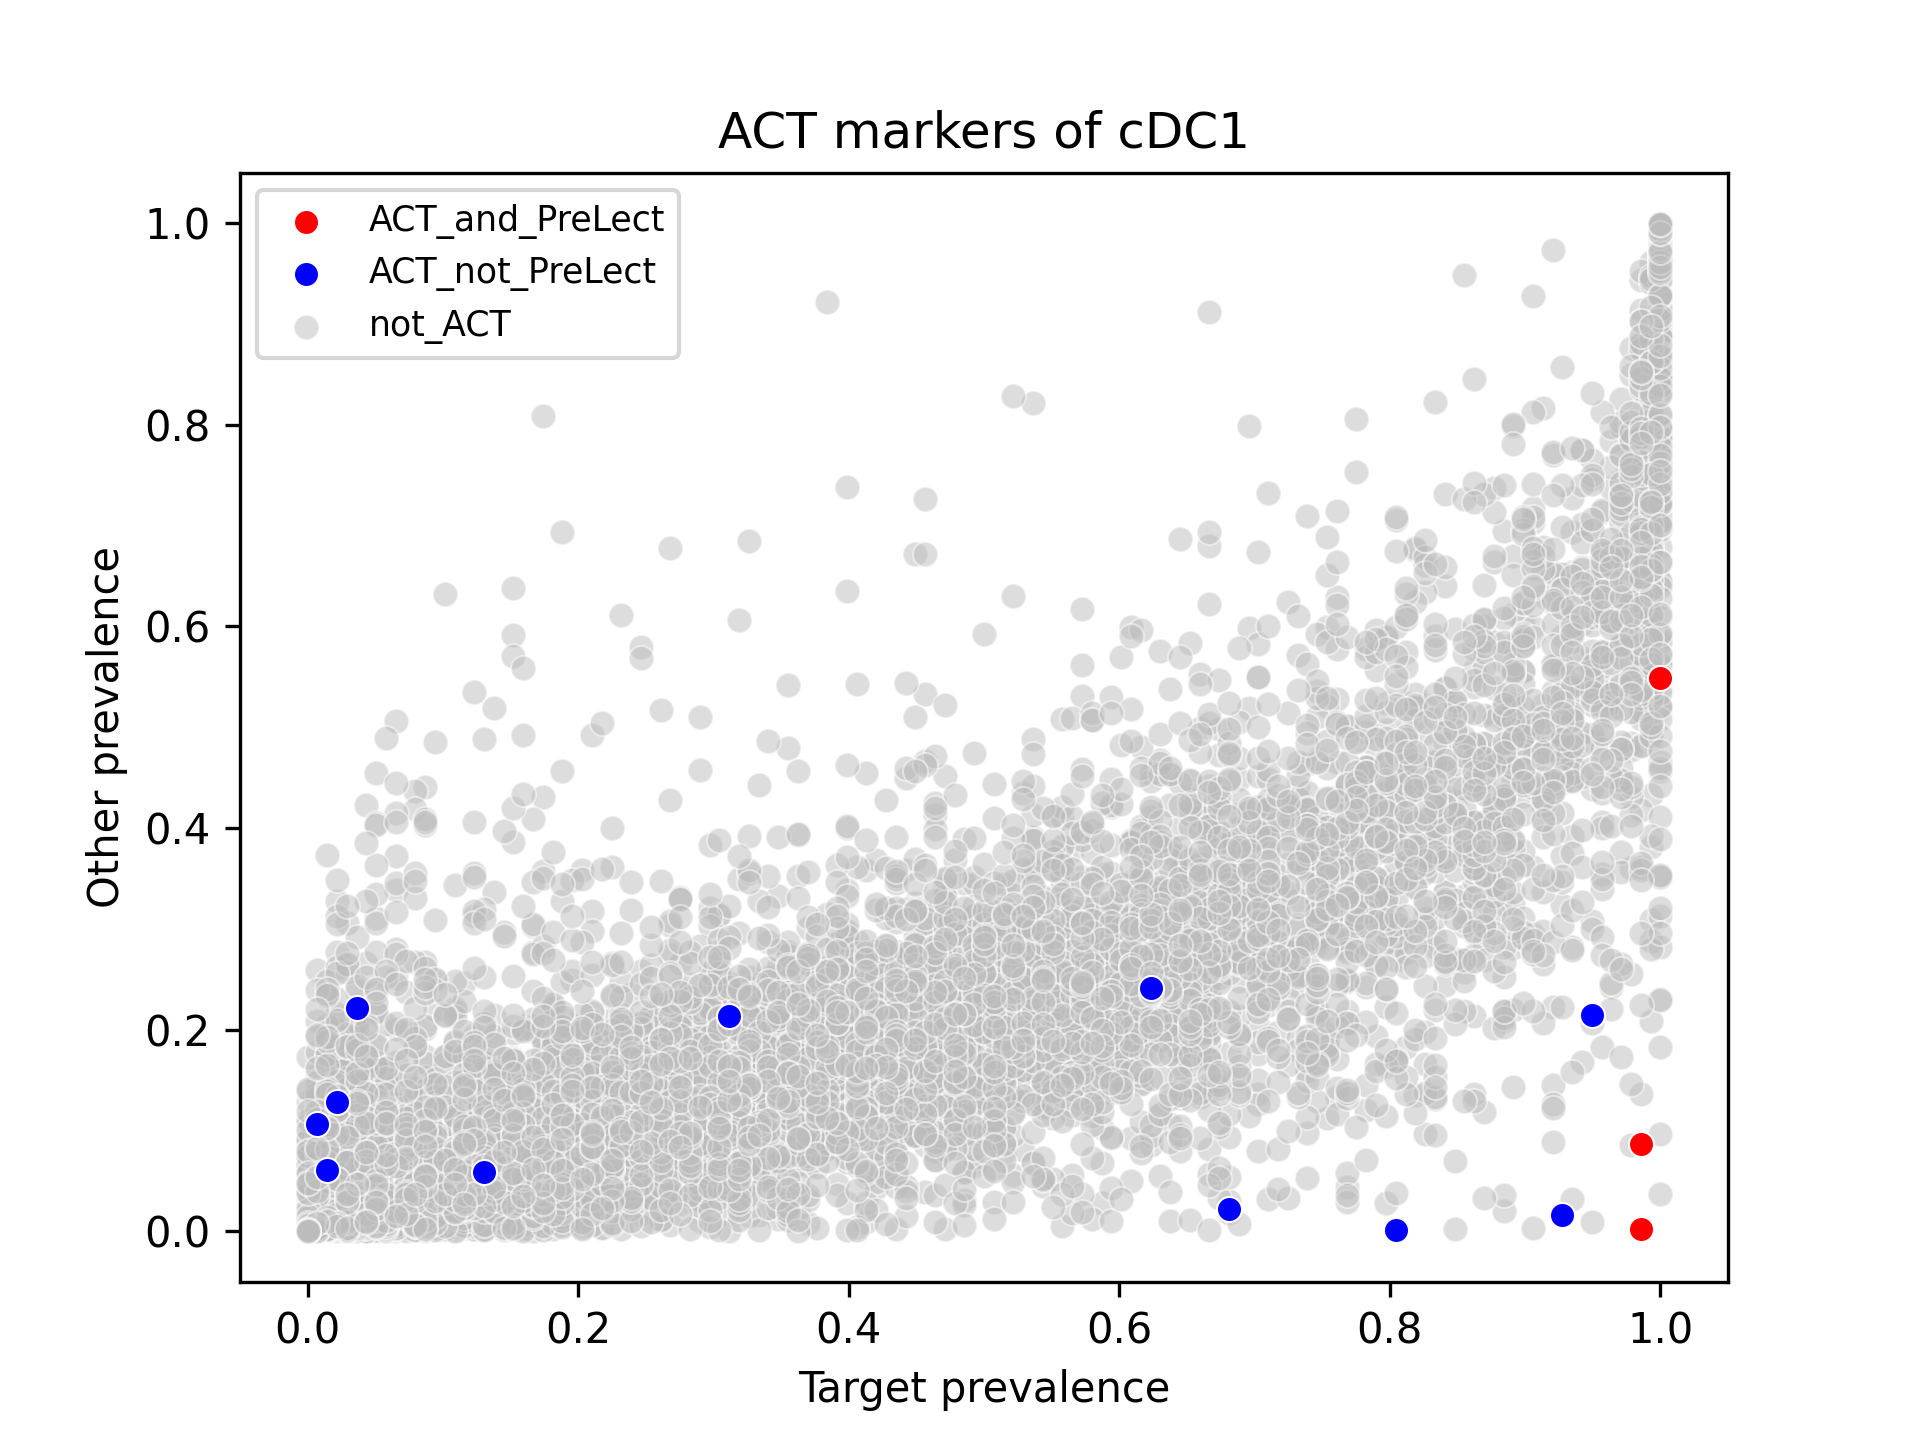 ACT markers of cDC1
ACT_and_PreLect
ACT_not_PreLect
not_ACT
Other prevalence
1.0
0.8
0.6
0.4
0.2
0.0
0.0 0.2 0.4 0.6 0.8 1.0
Target prevalence